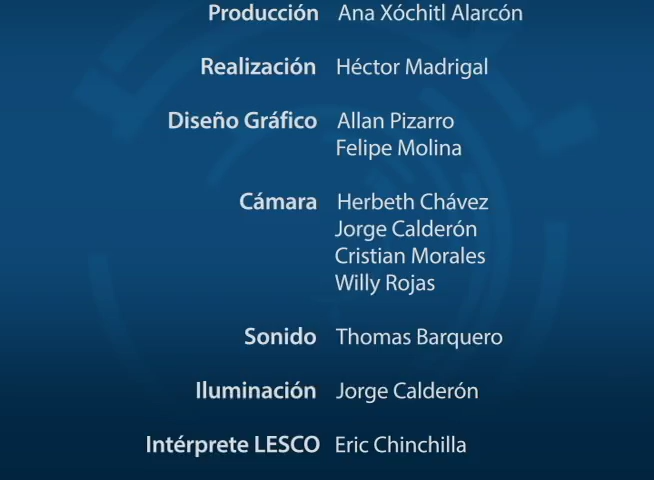 Producción Ana Xóchitl Alarcón
Realización Héctor Madrigal
Diseño Gráfico Allan Pizarro
Felipe Molina
Cámara Herbeth Chávez
Jorge Calderón
Cristian Morales
Willy Rojas
Sonido Thomas Barquero
Iluminación Jorge Calderón
Intérprete LESCO Eric Chinchilla